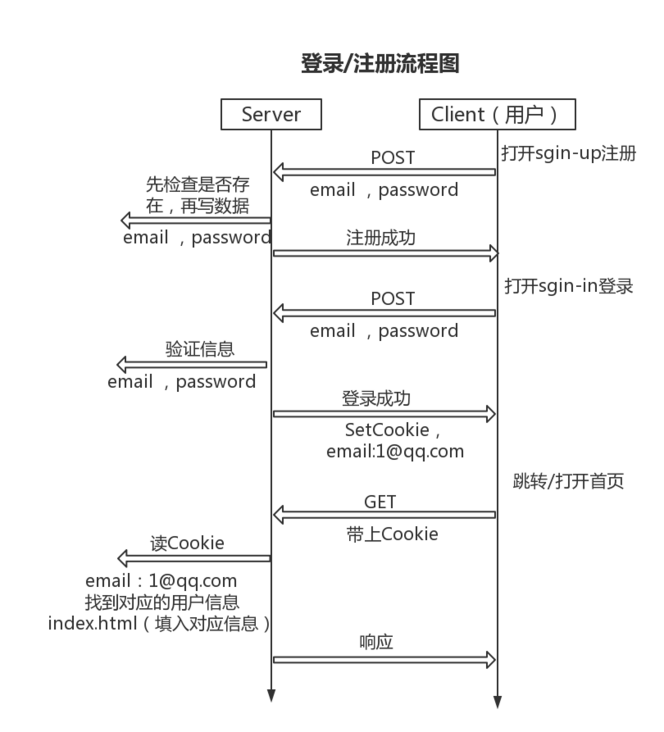 登录/注册流程图
Server
Client（用户）
打开sgin-up注册
POST
email ，password
先检查是否存
在，再写数据
email ，password
注册成功
打开sgin-in登录
POST
email ，password
验证信息
email ，password
登录成功
SetCookie，
email:1@qq.com
跳转/打开首页
GET
带上Cookie
读Cookie
email：1@qq.com
找到对应的用户信息
index.html（填入对应信息）
响应